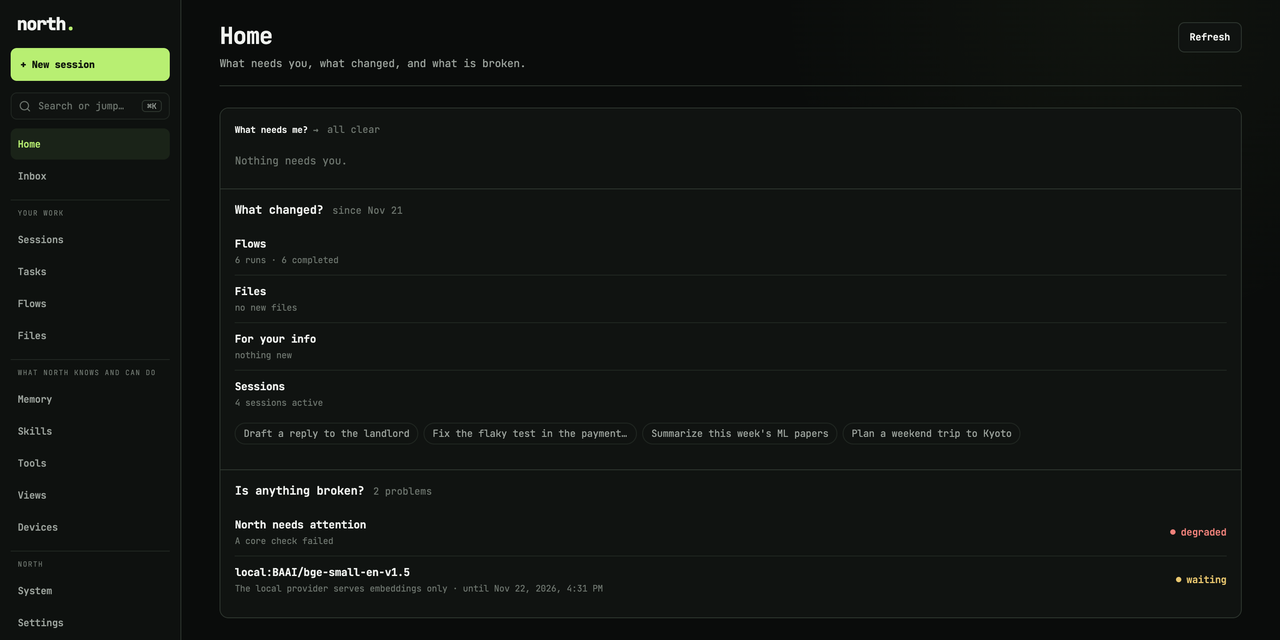 north.
+ New session
Search or jump… ⌘K
Home
Inbox
YOUR WORK
Sessions
Tasks
Flows
Files
WHAT NORTH KNOWS AND CAN DO
Memory
Skills
Tools
Views
Devices
NORTH
System
Settings
Home
What needs you, what changed, and what is broken.
Refresh
What needs me? → all clear
Nothing needs you.
What changed? since Nov 21
Flows
6 runs · 6 completed
Files
no new files
For your info
nothing new
Sessions
4 sessions active
Draft a reply to the landlord
Fix the flaky test in the payment…
Summarize this week's ML papers
Plan a weekend trip to Kyoto
Is anything broken? 2 problems
North needs attention
A core check failed
degraded
local:BAAI/bge-small-en-v1.5
The local provider serves embeddings only · until Nov 22, 2026, 4:31 PM
waiting